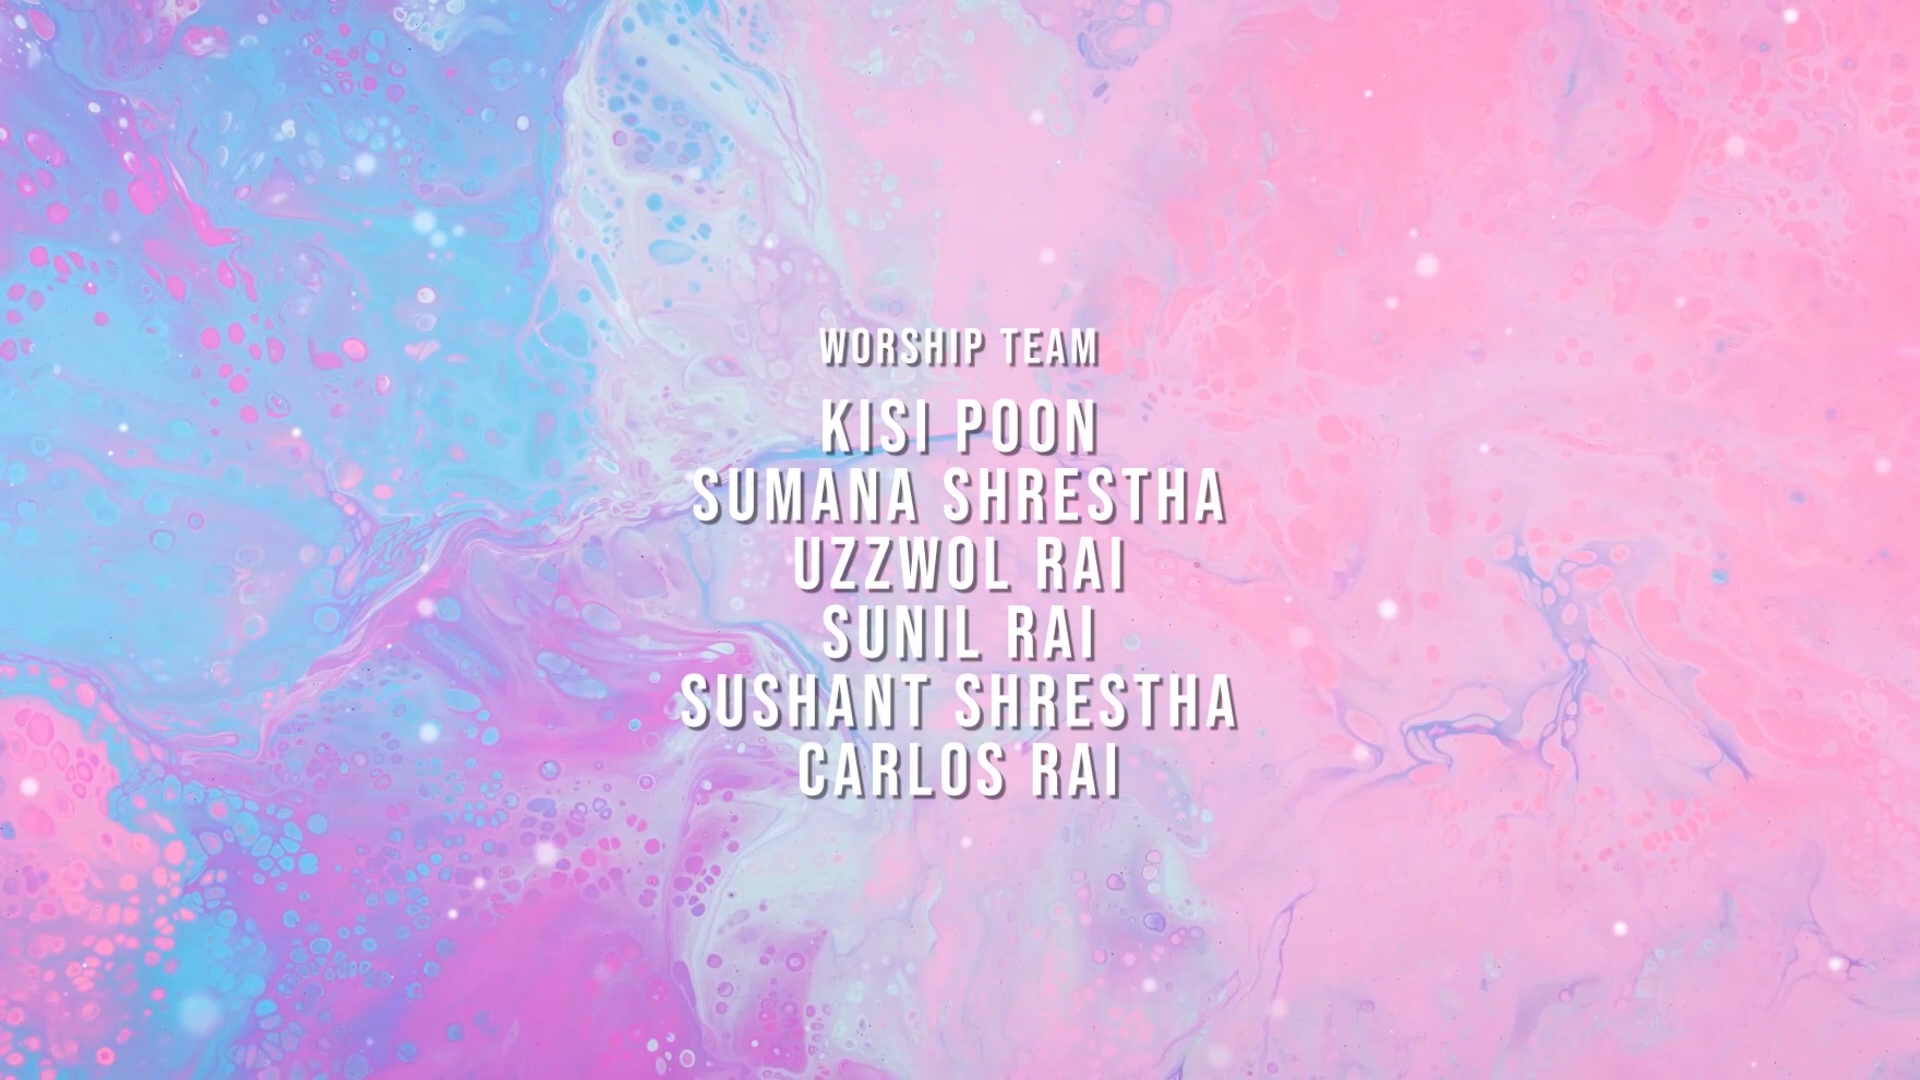 WORSHIP TEAM
KISI POON
SUMANA SHRESTHA
UZZWOL RAI
SUNIL RAI
SUSHANT SHRESTHA
CARLOS RAI